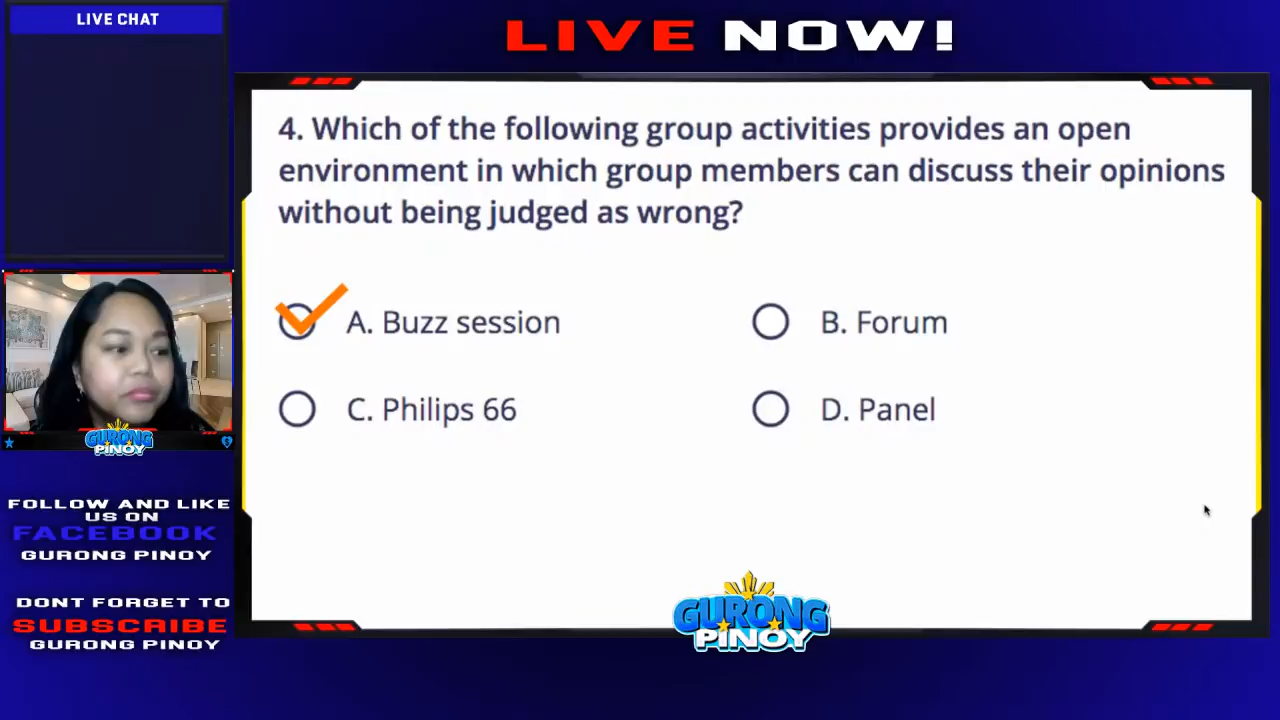 LIVE CHAT
LIVE NOW!
4. Which of the following group activities provides an open
environment in which group members can discuss their opinions
without being judged as wrong?
A. Buzz session
B. Forum
C. Philips 66
D. Panel
GURONG
PINOY
FOLLOW AND LIKE
US ON
FACEBOOK
GURONG PINOY
DONT FORGET TO
SUBSCRIBE
GURONG PINOY
GURONG
PINOY